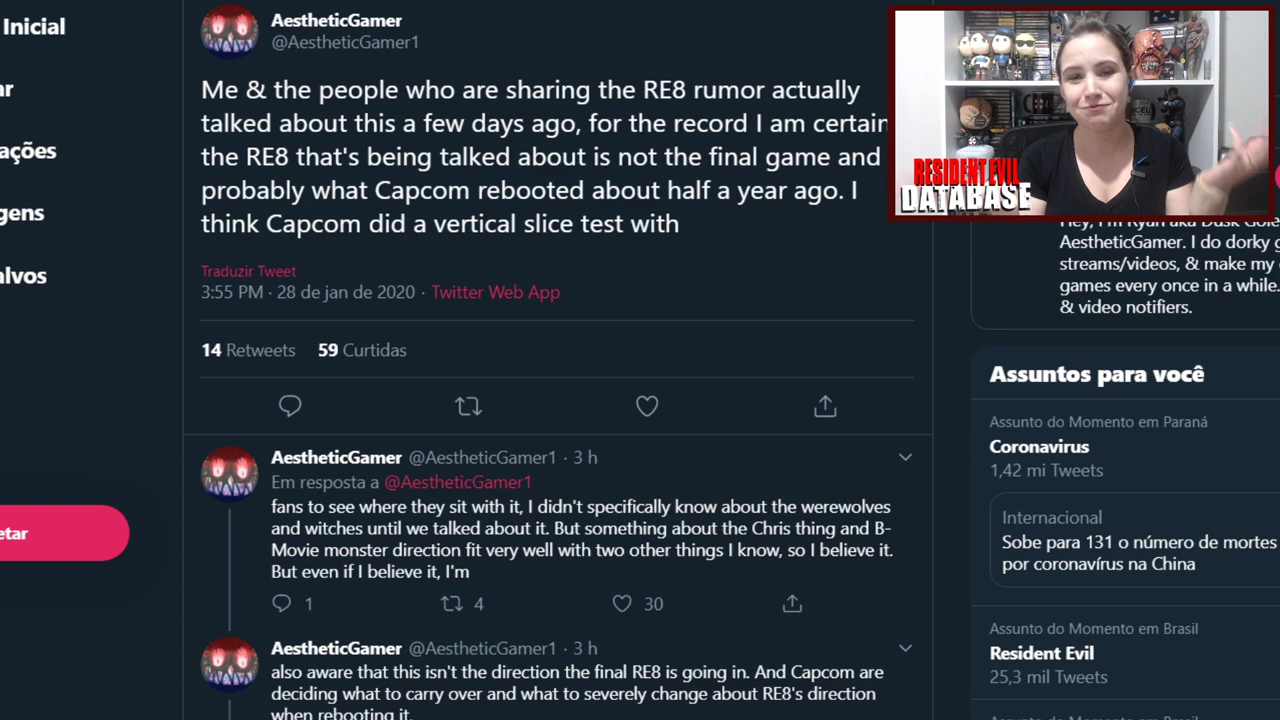 Inicial
ar
ações
gens
alvos
etar
AestheticGamer
@AestheticGamer1
Me & the people who are sharing the RE8 rumor actually
talked about this a few days ago, for the record I am certain
the RE8 that's being talked about is not the final game and
probably what Capcom rebooted about half a year ago. I
think Capcom did a vertical slice test with
Traduzir Tweet
3:55 PM · 28 de jan de 2020 · Twitter Web App
14 Retweets 59 Curtidas
AestheticGamer @AestheticGamer1 · 3 h
Em resposta a @AestheticGamer1
fans to see where they sit with it, I didn't specifically know about the werewolves
and witches until we talked about it. But something about the Chris thing and B-
Movie monster direction fit very well with two other things I know, so I believe it.
But even if I believe it, I'm
1 4 30
AestheticGamer @AestheticGamer1 · 3 h
also aware that this isn't the direction the final RE8 is going in. And Capcom are
deciding what to carry over and what to severely change about RE8's direction
when rebooting it.
RESIDENT EVIL
DATABASE
Hey, I'm Ryan aka Dusk Gole
AestheticGamer. I do dorky g
streams/videos, & make my
games every once in a while.
& video notifiers.
Assuntos para você
Assunto do Momento em Paraná
Coronavirus
1,42 mi Tweets
Internacional
Sobe para 131 o número de mortes
por coronavírus na China
Assunto do Momento em Brasil
Resident Evil
25,3 mil Tweets
Assunto do Momento em Brasil